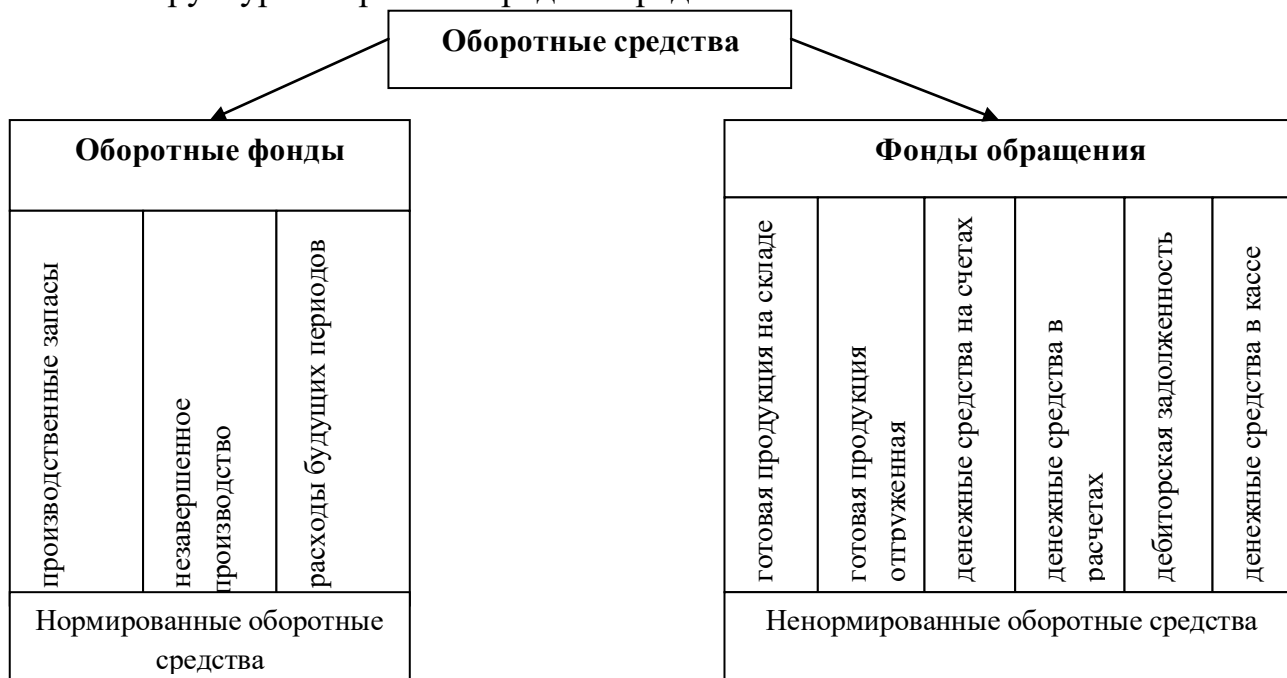 Оборотные средства
Оборотные фонды
Фонды обращения
производственные запасы
незавершенное
производство
расходы будущих периодов
готовая продукция на складе
готовая продукция
отгруженная
денежные средства на счетах
денежные средства в
расчетах
дебиторская задолженность
денежные средства в кассе
Нормированные оборотные
средства
Ненормированные оборотные средства